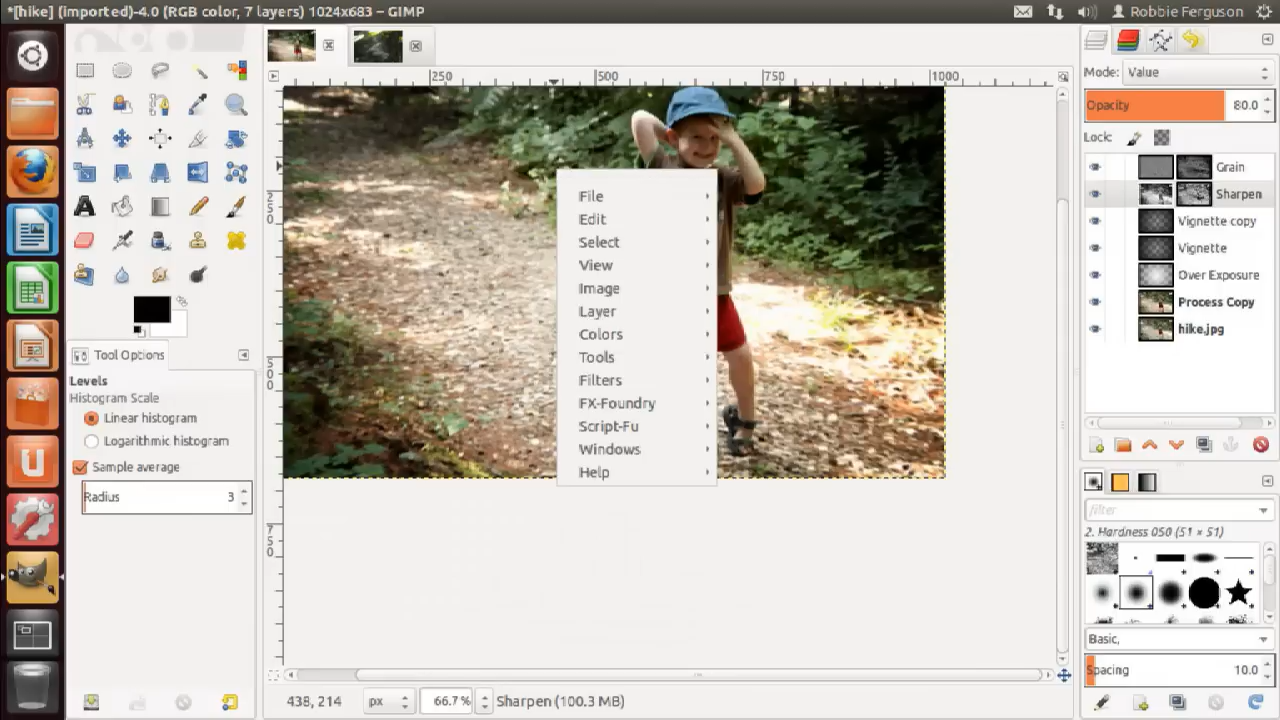 *[hike] (imported)-4.0 (RGB color, 7 layers) 1024x683 – GIMP
Robbie Ferguson
250
500
750
1000
250
500
750
File
Edit
Select
View
Image
Layer
Colors
Tools
Filters
FX-Foundry
Script-Fu
Windows
Help
Tool Options
Levels
Histogram Scale
Linear histogram
Logarithmic histogram
Sample average
Radius 3
438, 214 px 66.7% Sharpen (100.3 MB)
Mode: Value
Opacity 80.0
Lock:
Grain
Sharpen
Vignette copy
Vignette
Over Exposure
Process Copy
hike.jpg
filter
2. Hardness 050 (51 × 51)
Basic,
Spacing 10.0